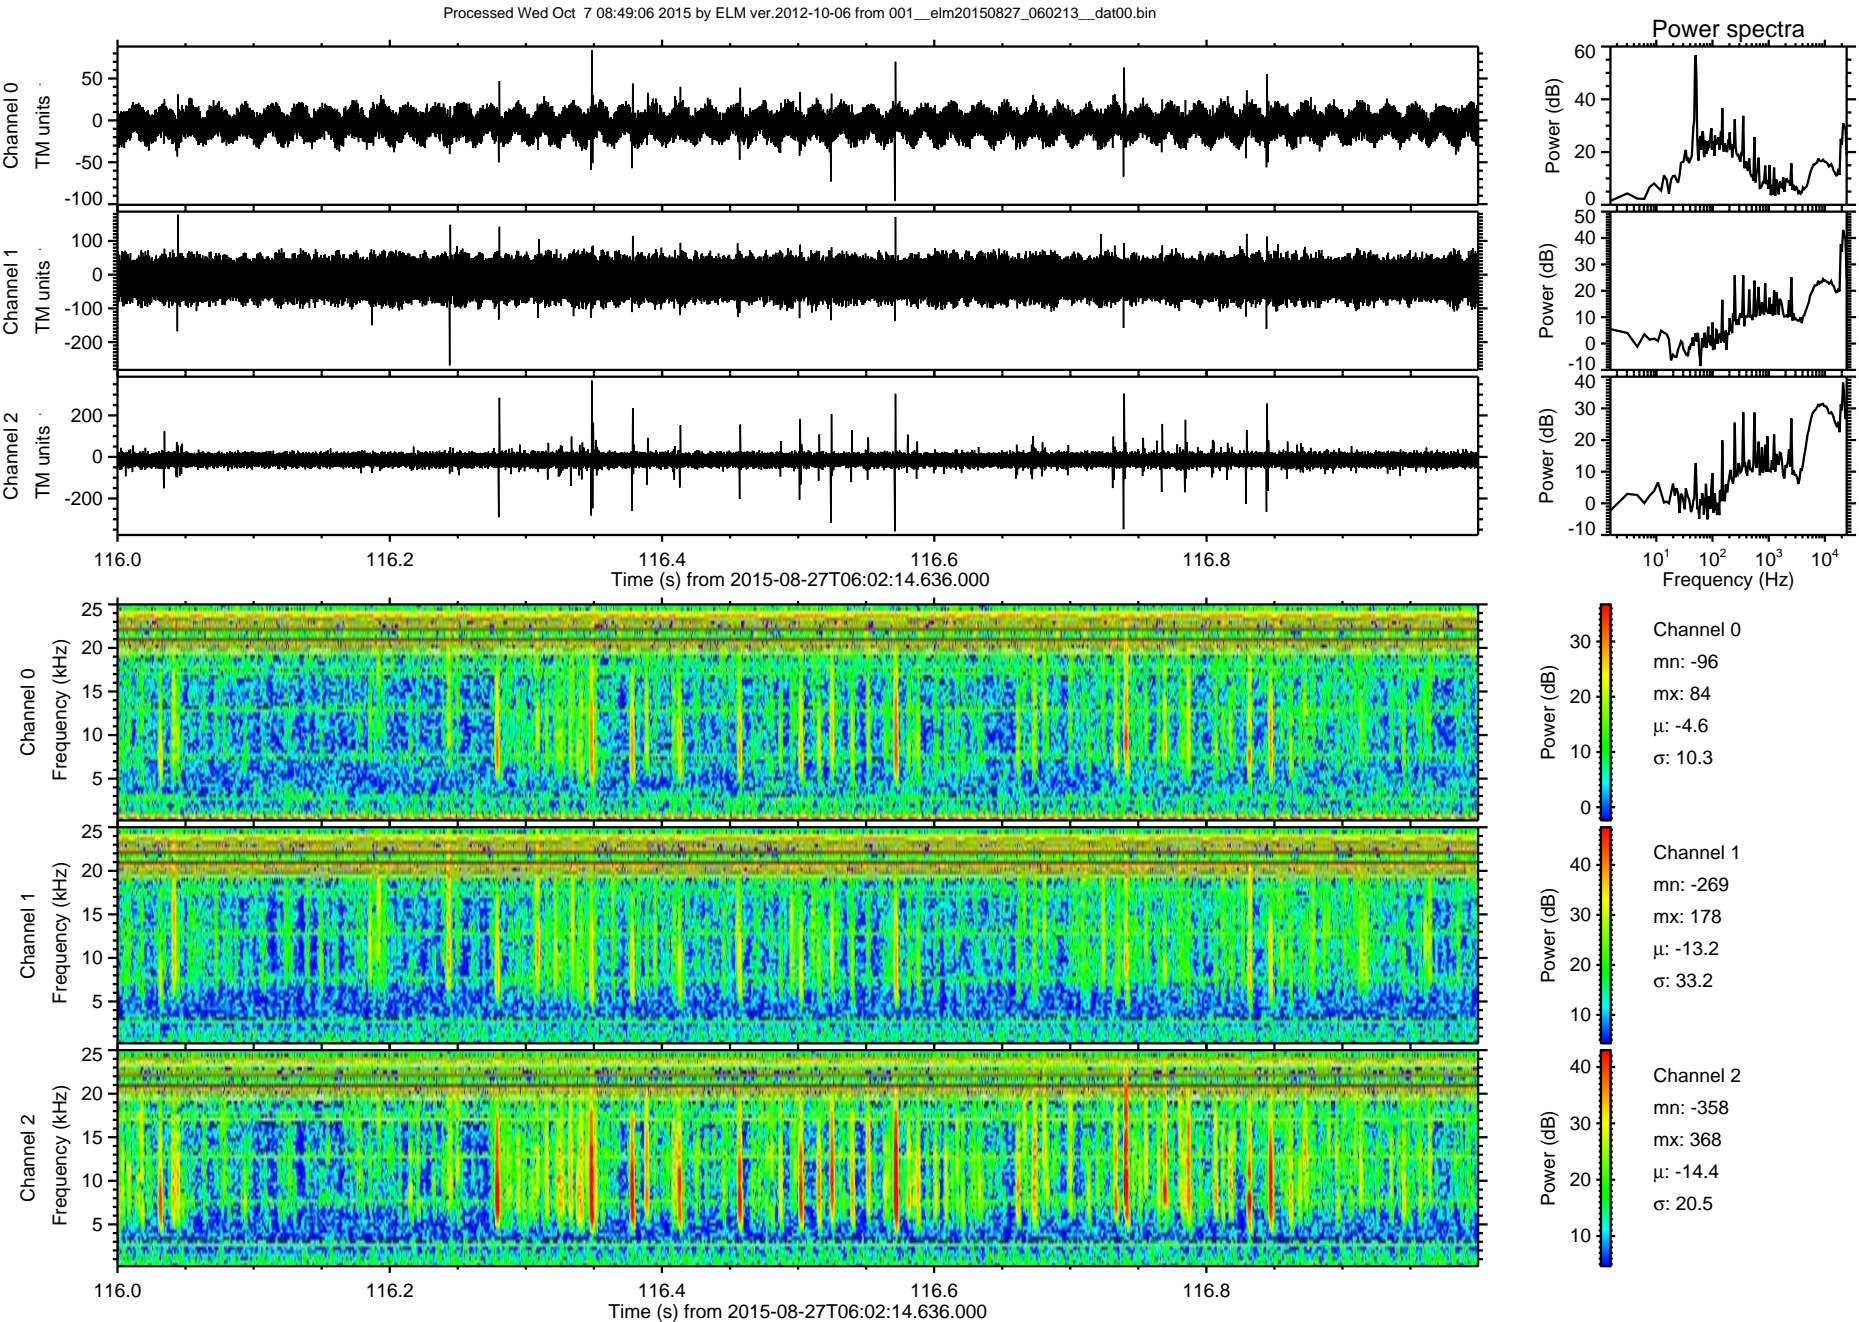 Processed Wed Oct  7 08:49:06 2015 by ELM ver.2012-10-06 from 001__elm20150827_060213__dat00.bin
Power spectra
Channel 0
TM units
50
0
-50
-100
Power (dB)
60
40
20
0
Channel 1
TM units
100
0
-100
-200
Power (dB)
50
40
30
20
10
0
-10
Channel 2
TM units
200
0
-200
Power (dB)
40
30
20
10
0
-10
116.0 116.2 116.4 116.6 116.8
Time (s) from 2015-08-27T06:02:14.636.000
10^1 10^2 10^3 10^4
Frequency (Hz)
Channel 0
Frequency (kHz)
25
20
15
10
5
Power (dB)
30
20
10
0
Channel 0
mn: -96
mx: 84
μ: -4.6
σ: 10.3
Channel 1
Frequency (kHz)
25
20
15
10
5
Power (dB)
40
30
20
10
Channel 1
mn: -269
mx: 178
μ: -13.2
σ: 33.2
Channel 2
Frequency (kHz)
25
20
15
10
5
Power (dB)
40
30
20
10
Channel 2
mn: -358
mx: 368
μ: -14.4
σ: 20.5
116.0 116.2 116.4 116.6 116.8
Time (s) from 2015-08-27T06:02:14.636.000